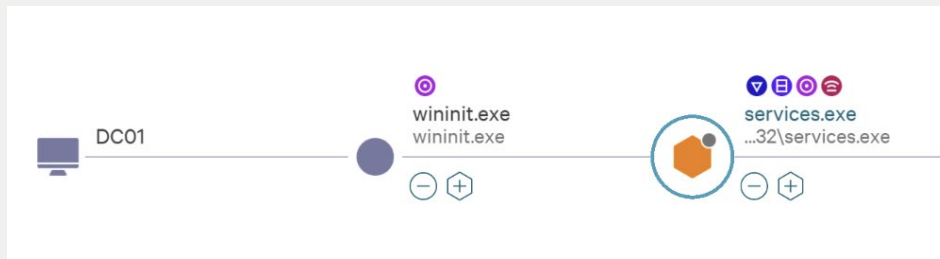 DC01
wininit.exe
wininit.exe
services.exe
...32\services.exe